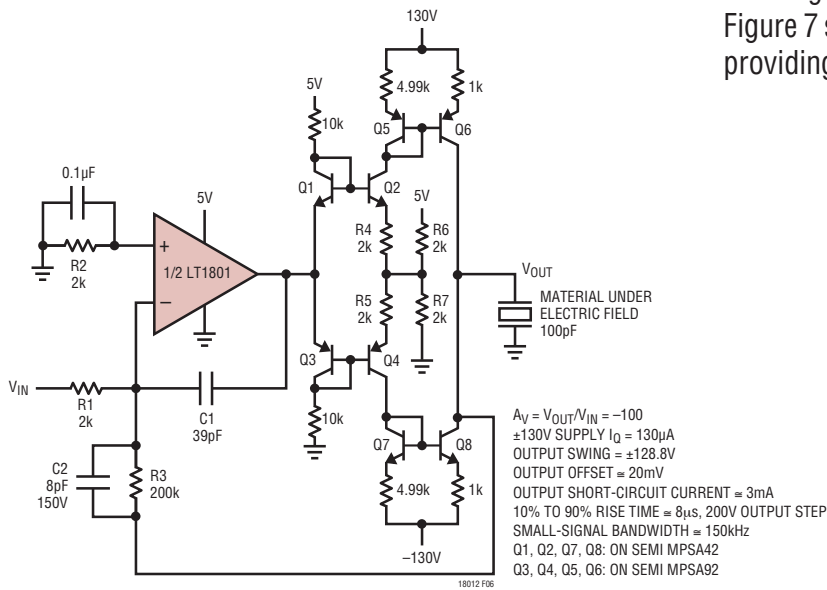 Figure 7 s
providing
130V
4.99k
1k
5V
10k
Q5
Q6
0.1µF
Q1
Q2
5V
5V
R4
2k
R6
2k
+
1/2 LT1801
–
R2
2k
VOUT
R5
2k
R7
2k
MATERIAL UNDER
ELECTRIC FIELD
100pF
Q3
Q4
VIN
R1
2k
C1
39pF
10k
Q7
Q8
C2
8pF
150V
R3
200k
4.99k
1k
–130V
AV = VOUT/VIN = –100
±130V SUPPLY IQ = 130µA
OUTPUT SWING = ±128.8V
OUTPUT OFFSET ≅ 20mV
OUTPUT SHORT-CIRCUIT CURRENT ≅ 3mA
10% TO 90% RISE TIME ≅ 8µs, 200V OUTPUT STEP
SMALL-SIGNAL BANDWIDTH ≅ 150kHz
Q1, Q2, Q7, Q8: ON SEMI MPSA42
Q3, Q4, Q5, Q6: ON SEMI MPSA92
18012 F06